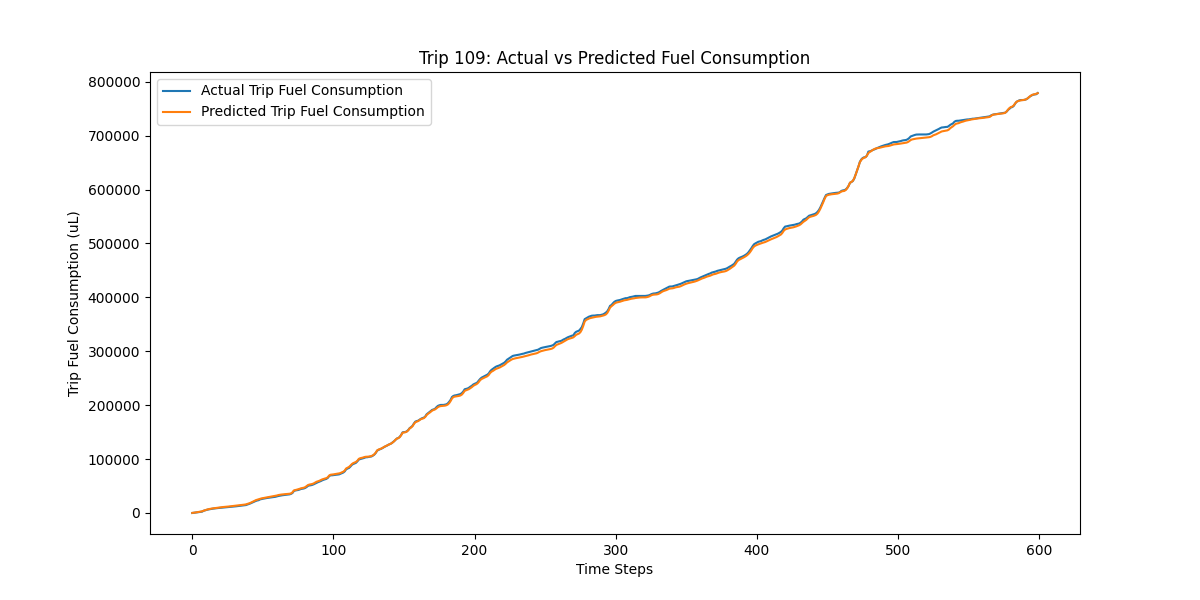 Trip 109: Actual vs Predicted Fuel Consumption
Actual Trip Fuel Consumption
Predicted Trip Fuel Consumption
Trip Fuel Consumption (uL)
800000
700000
600000
500000
400000
300000
200000
100000
0
0 100 200 300 400 500 600
Time Steps